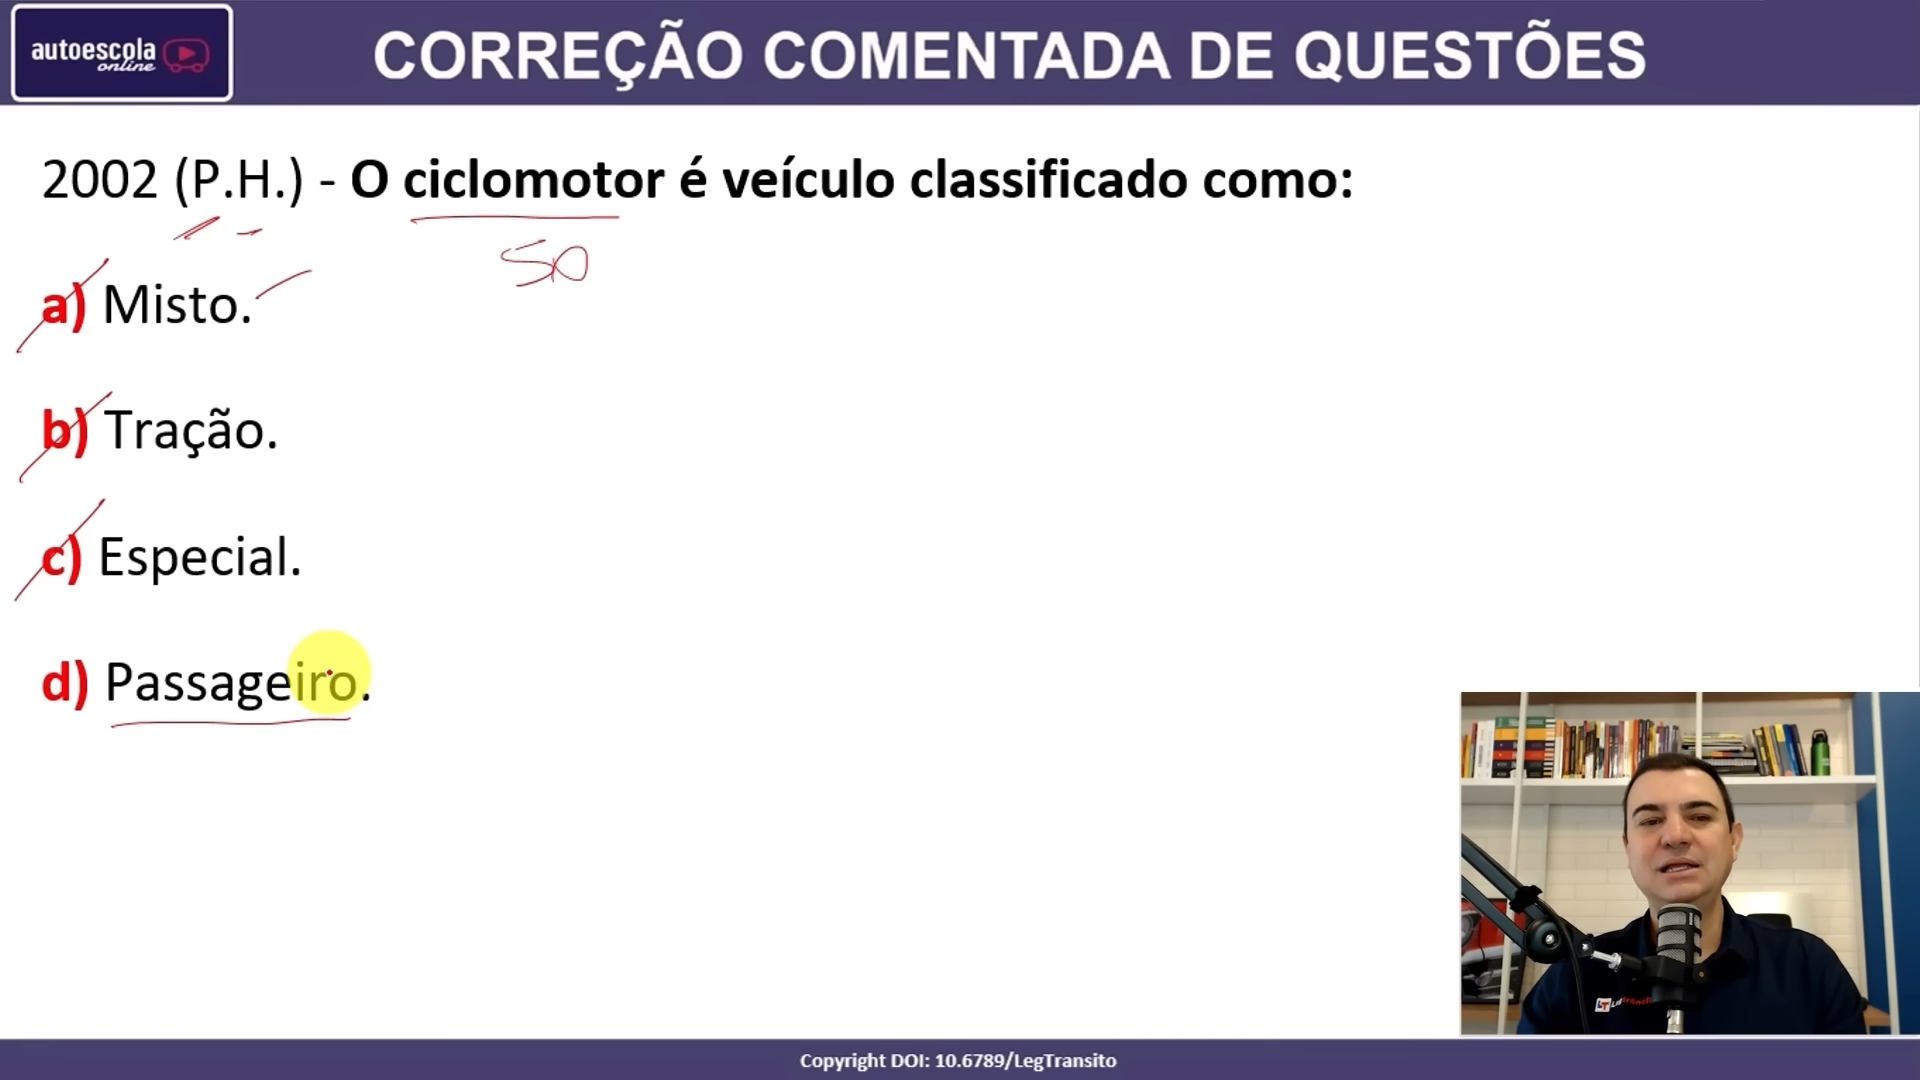 autoescola
online
CORREÇÃO COMENTADA DE QUESTÕES
2002 (P.H.) - O ciclomotor é veículo classificado como:
50
a) Misto.
b) Tração.
c) Especial.
d) Passageiro.
Copyright DOI: 10.6789/LegTransito